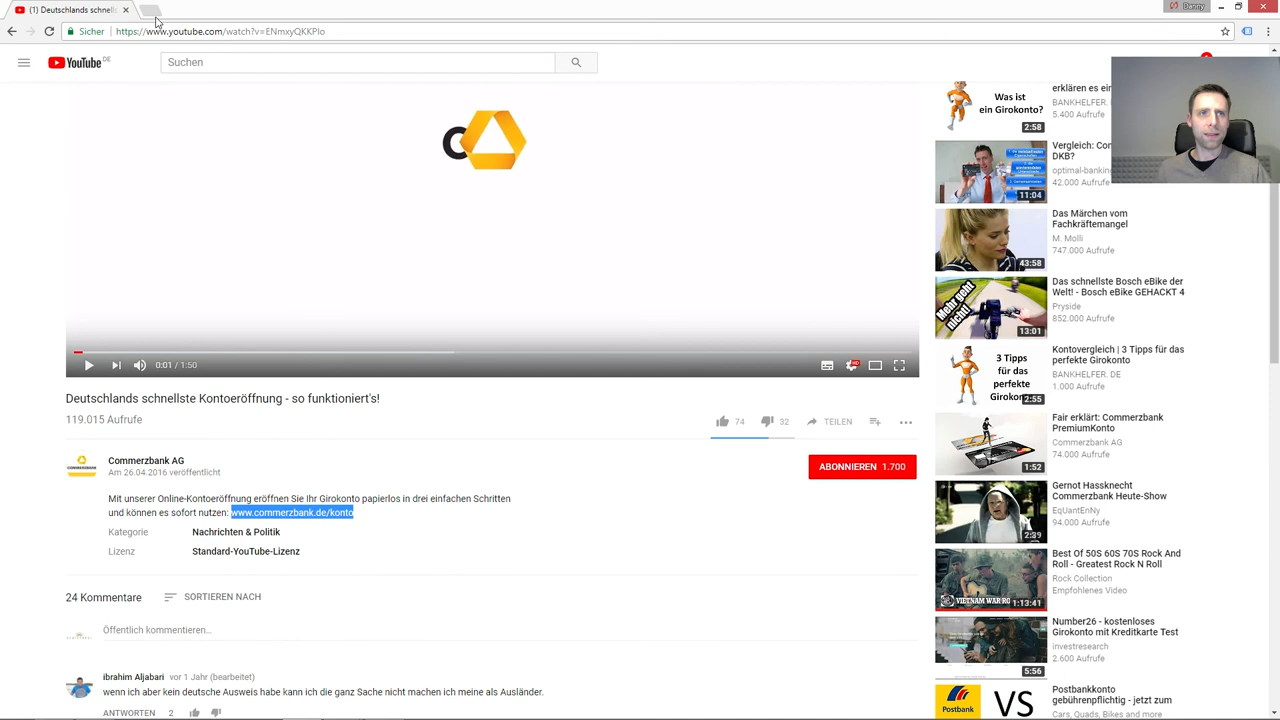 (1) Deutschlands schnell
Danny
Sicher
https://www.youtube.com/watch?v=ENmxyQKKPlo
YouTube DE
Suchen
C
0:01 / 1:50
HD
Deutschlands schnellste Kontoeröffnung - so funktioniert's!
119.015 Aufrufe
74
32
TEILEN
COMMERZBANK
Commerzbank AG
Am 26.04.2016 veröffentlicht
ABONNIEREN 1.700
Mit unserer Online-Kontoeröffnung eröffnen Sie Ihr Girokonto papierlos in drei einfachen Schritten
und können es sofort nutzen: www.commerzbank.de/konto
Kategorie
Nachrichten & Politik
Lizenz
Standard-YouTube-Lizenz
24 Kommentare
SORTIEREN NACH
Öffentlich kommentieren...
Ibrahim Aljabari vor 1 Jahr (bearbeitet)
wenn ich aber kein deutsche Ausweis habe kann ich die ganz Sache nicht machen ich meine als Ausländer.
ANTWORTEN 2
Was ist
ein Girokonto?
2:58
erklären es ein
BANKHELFER.
5.400 Aufrufe
11:04
Vergleich: Co
DKB?
optimal-bankin
42.000 Aufrufe
43:58
Das Märchen vom
Fachkräftemangel
M. Molli
747.000 Aufrufe
Mehr geht
nicht!
13:01
Das schnellste Bosch eBike der
Welt! - Bosch eBike GEHACKT 4
Pryside
852.000 Aufrufe
3 Tipps
für das
perfekte
Girokon
2:55
Kontovergleich | 3 Tipps für das
perfekte Girokonto
BANKHELFER. DE
1.000 Aufrufe
1:52
Fair erklärt: Commerzbank
PremiumKonto
Commerzbank AG
74.000 Aufrufe
2:39
Gernot Hassknecht
Commerzbank Heute-Show
EQuantEnNy
94.000 Aufrufe
VIETNAM WAR RO
1:13:41
Best Of 50S 60S 70S Rock And
Roll - Greatest Rock N Roll
Rock Collection
Empfohlenes Video
5:56
Number26 - kostenloses
Girokonto mit Kreditkarte Test
investresearch
2.600 Aufrufe
Postbank
VS
Postbankkonto
gebührenpflichtig - jetzt zum
Cars, Quads, Bikes and more